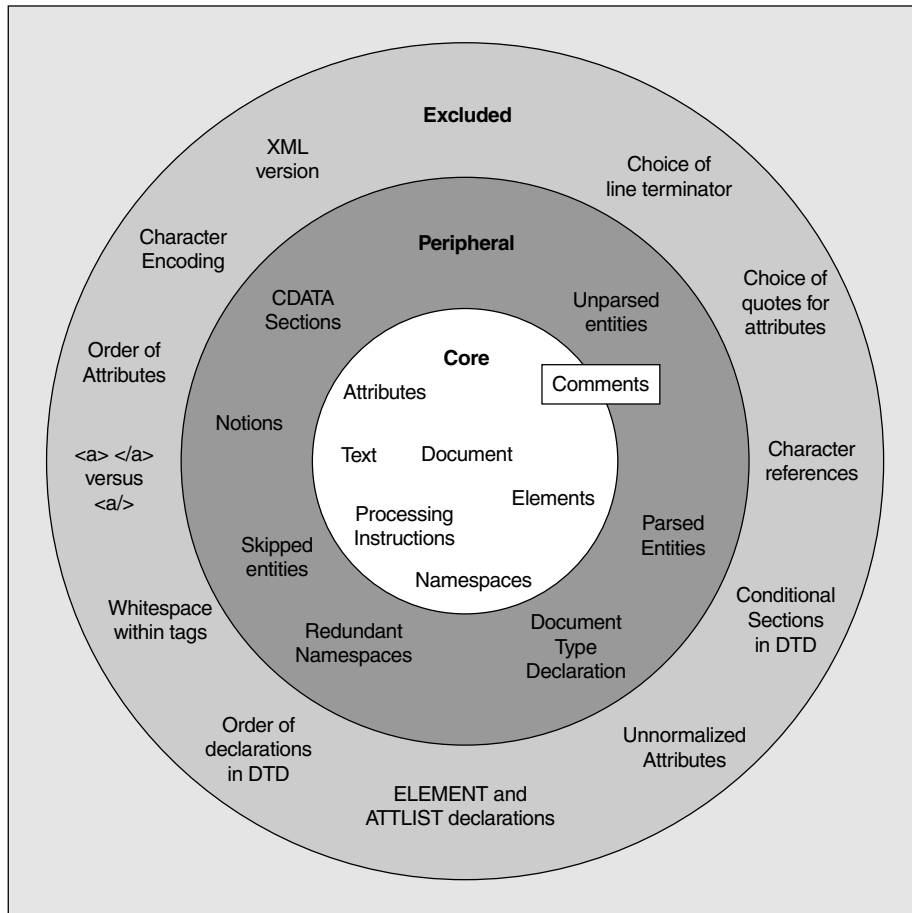 Excluded
XML
version
Choice of
line terminator
Character
Encoding
Peripheral
Choice of
quotes for
attributes
CDATA
Sections
Unparsed
entities
Order of
Attributes
Core
Comments
Attributes
Notions
<a> </a>
versus
<a/>
Text
Document
Character
references
Elements
Processing
Instructions
Parsed
Entities
Skipped
entities
Namespaces
Whitespace
within tags
Redundant
Namespaces
Document
Type
Declaration
Conditional
Sections
in DTD
Order of
declarations
in DTD
Unnormalized
Attributes
ELEMENT and
ATTLIST declarations